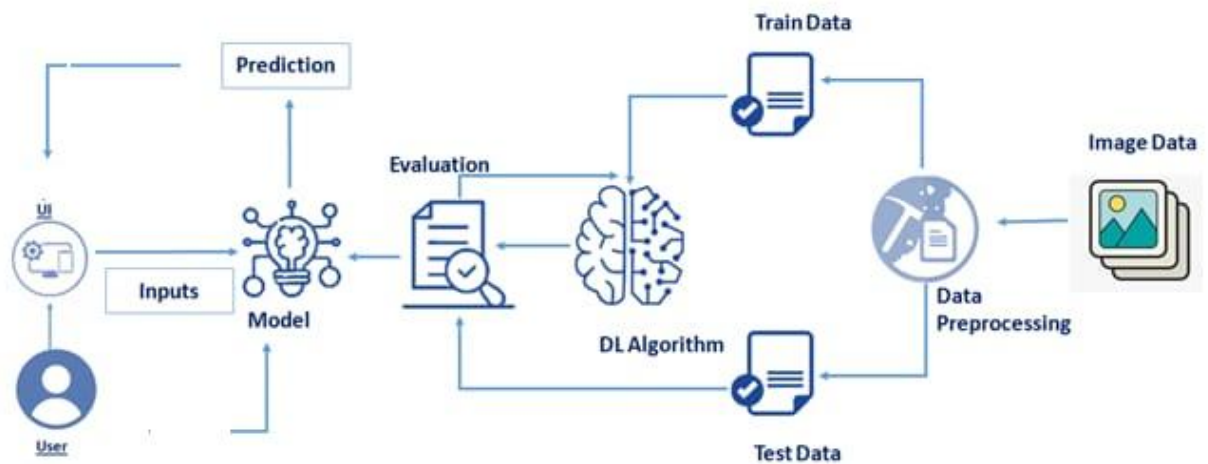 Train Data
Prediction
Image Data
Evaluation
UI
Inputs
Model
Data
Preprocessing
DL Algorithm
User
Test Data